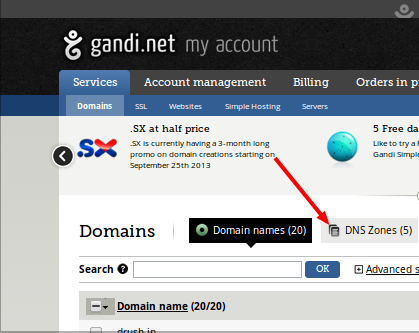 gandi.net my account
Services Account management Billing Orders in p
Domains SSL Websites Simple Hosting Servers
.SX at half price
.SX is currently having a 3-month long
promo on domain creations starting on
September 25th 2013
5 Free da
Like to try a
Gandi Simple
.SX
Domains
Domain names (20)
DNS Zones (5)
Search ?
OK
Advanced s
Domain name (20/20)
drush.in